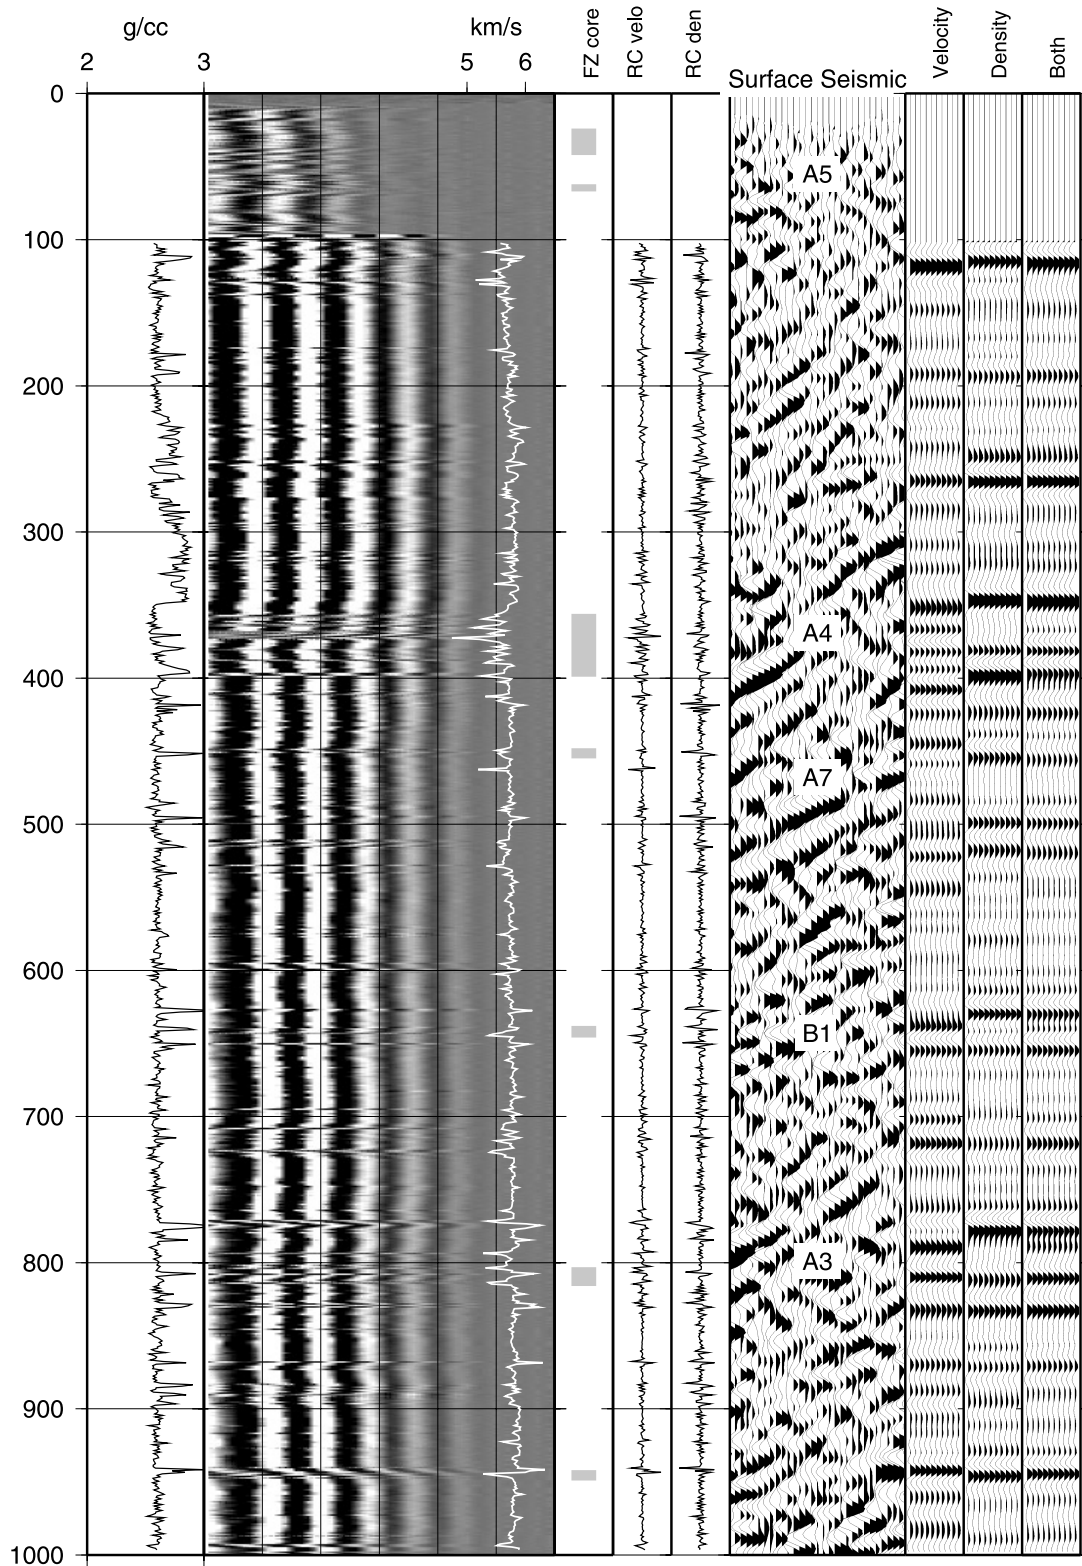 g/cc
km/s
FZ core
RC velo
RC den
Surface Seismic
Velocity
Density
Both
2
3
5
6
0
A5
100
200
300
A4
400
A7
500
600
B1
700
800
A3
900
1000